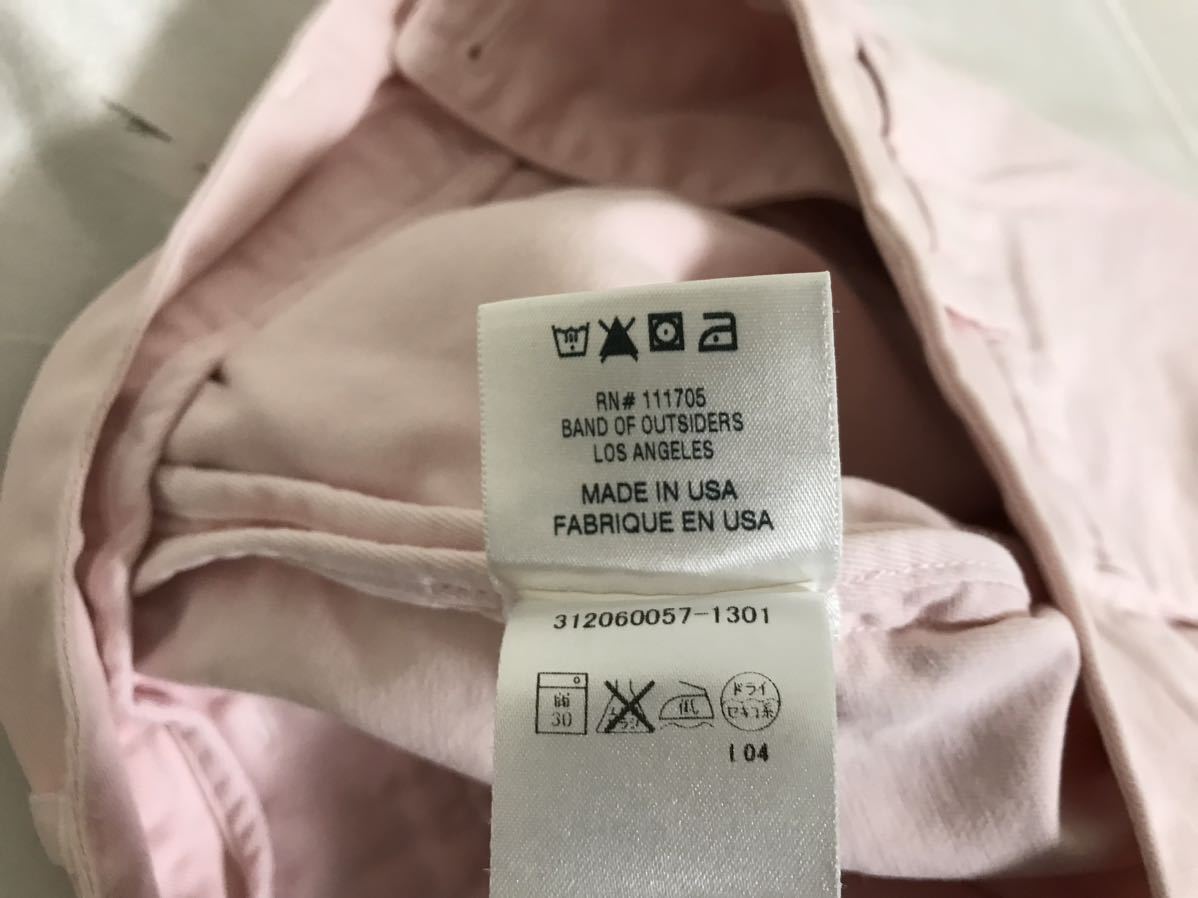 RN# 111705
BAND OF OUTSIDERS
LOS ANGELES
MADE IN USA
FABRIQUE EN USA
312060057-1301
弱 30 低 ドライ セキユ系
I 04